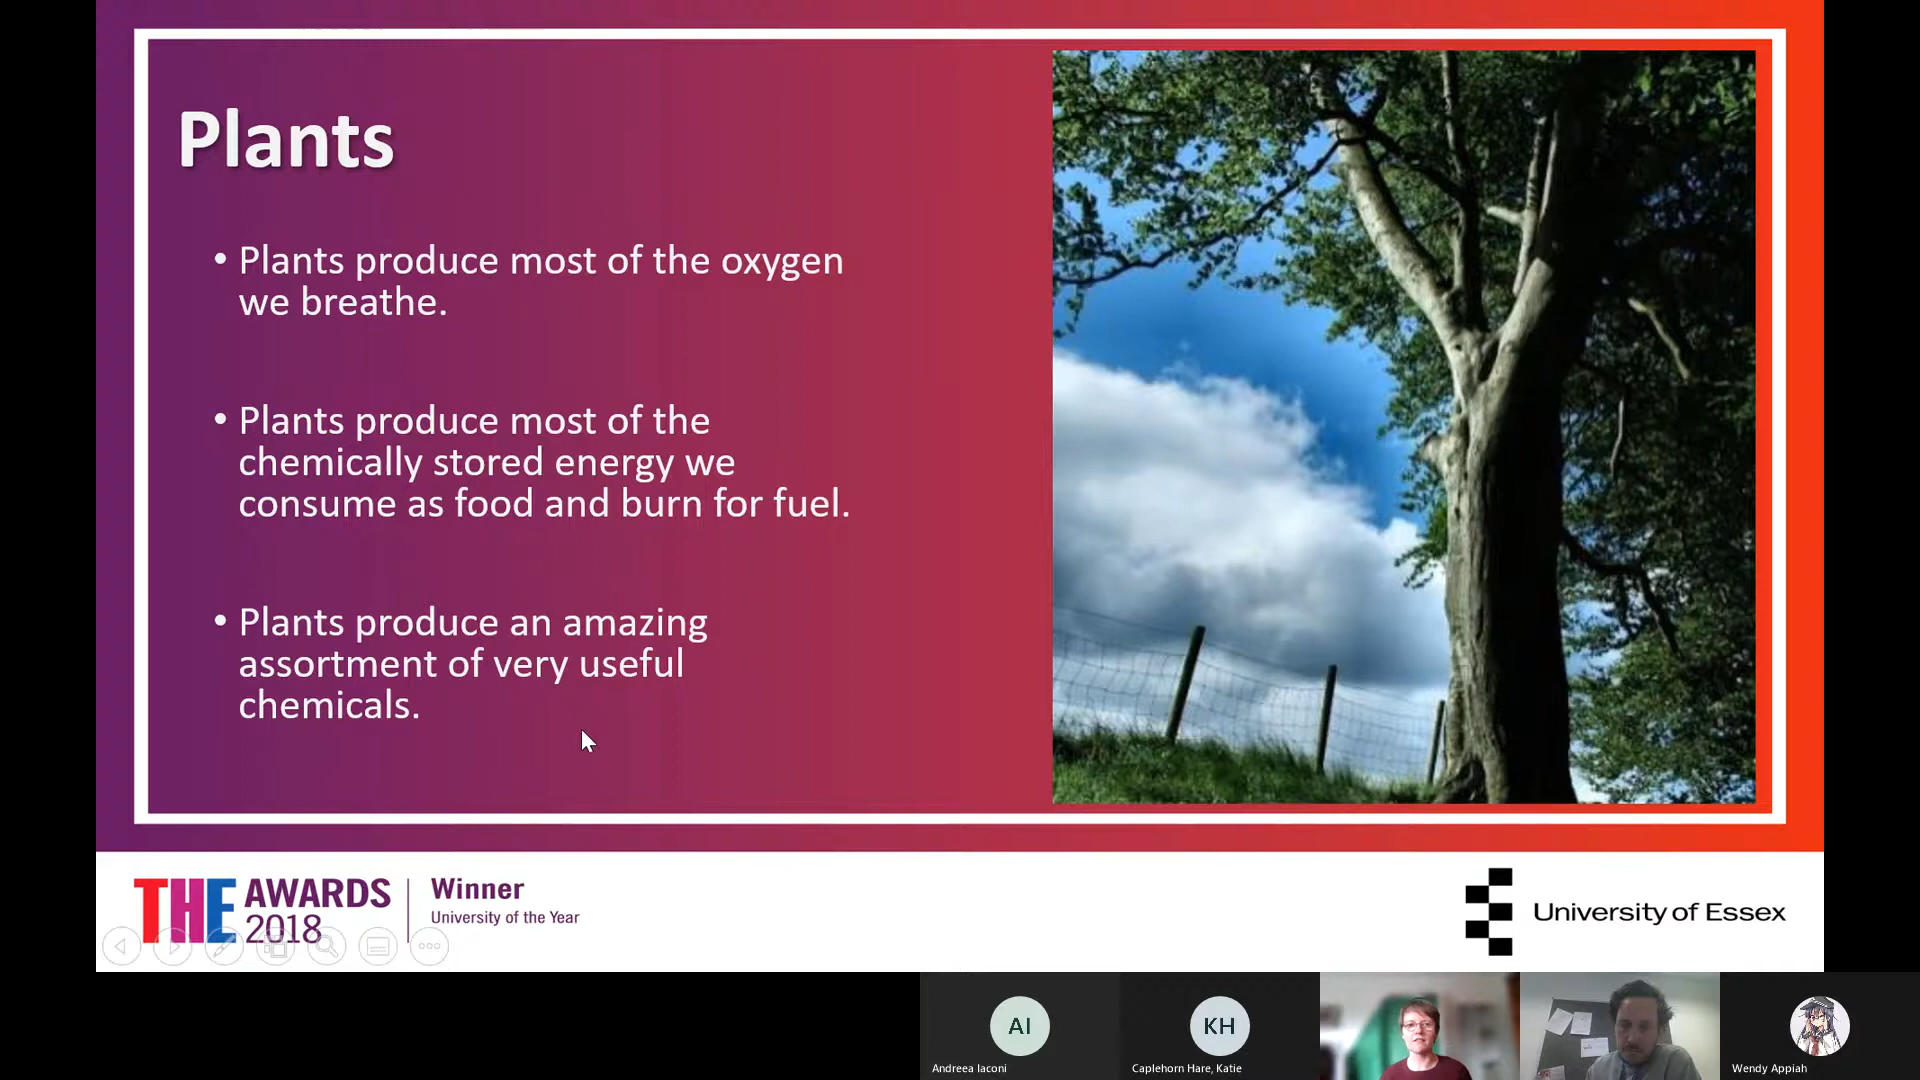 Plants
• Plants produce most of the oxygen
we breathe.
• Plants produce most of the
chemically stored energy we
consume as food and burn for fuel.
• Plants produce an amazing
assortment of very useful
chemicals.
THE AWARDS
2018
Winner
University of the Year
University of Essex
AI
Andreea Iaconi
KH
Caplehorn Hare, Katie
Wendy Appiah